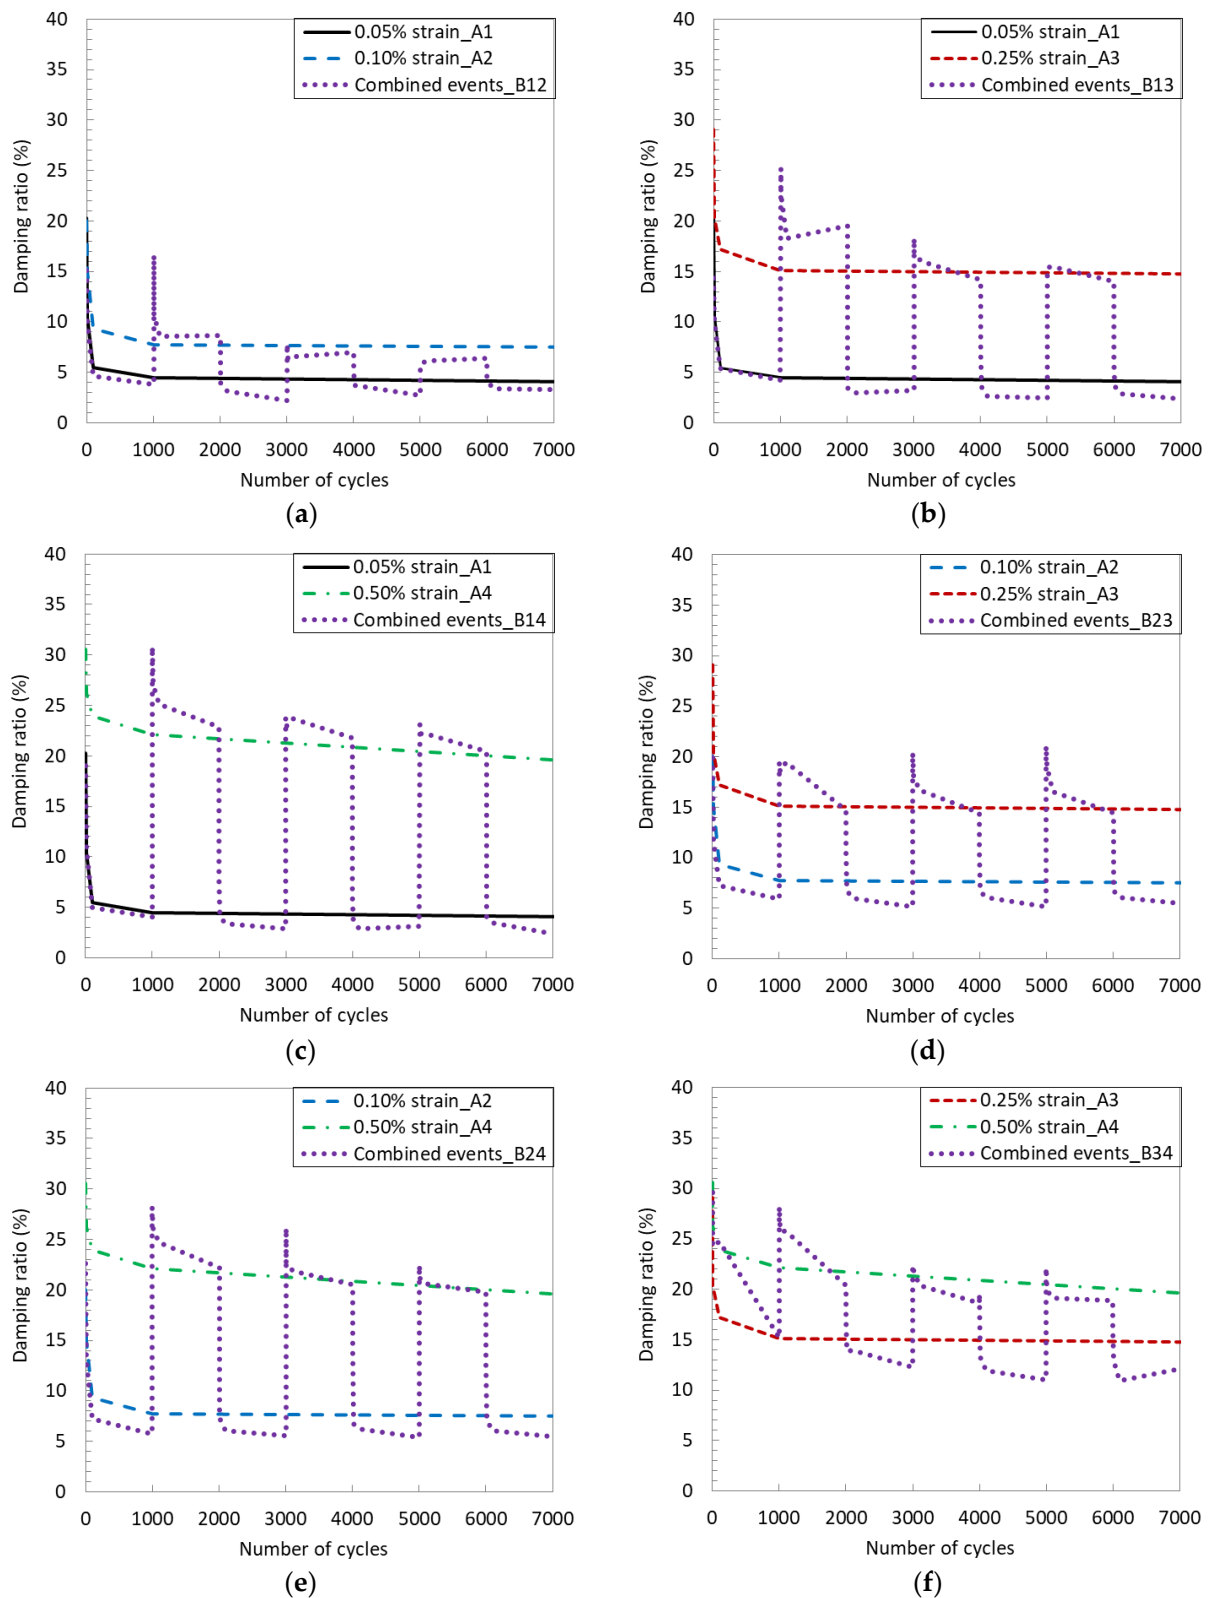 0.05% strain_A1
0.10% strain_A2
Combined events_B12
Damping ratio (%)
40
35
30
25
20
15
10
5
0
0 1000 2000 3000 4000 5000 6000 7000
Number of cycles
(a)
0.05% strain_A1
0.25% strain_A3
Combined events_B13
Damping ratio (%)
40
35
30
25
20
15
10
5
0
0 1000 2000 3000 4000 5000 6000 7000
Number of cycles
(b)
0.05% strain_A1
0.50% strain_A4
Combined events_B14
Damping ratio (%)
40
35
30
25
20
15
10
5
0
0 1000 2000 3000 4000 5000 6000 7000
Number of cycles
(c)
0.10% strain_A2
0.25% strain_A3
Combined events_B23
Damping ratio (%)
40
35
30
25
20
15
10
5
0
0 1000 2000 3000 4000 5000 6000 7000
Number of cycles
(d)
0.10% strain_A2
0.50% strain_A4
Combined events_B24
Damping ratio (%)
40
35
30
25
20
15
10
5
0
0 1000 2000 3000 4000 5000 6000 7000
Number of cycles
(e)
0.25% strain_A3
0.50% strain_A4
Combined events_B34
Damping ratio (%)
40
35
30
25
20
15
10
5
0
0 1000 2000 3000 4000 5000 6000 7000
Number of cycles
(f)